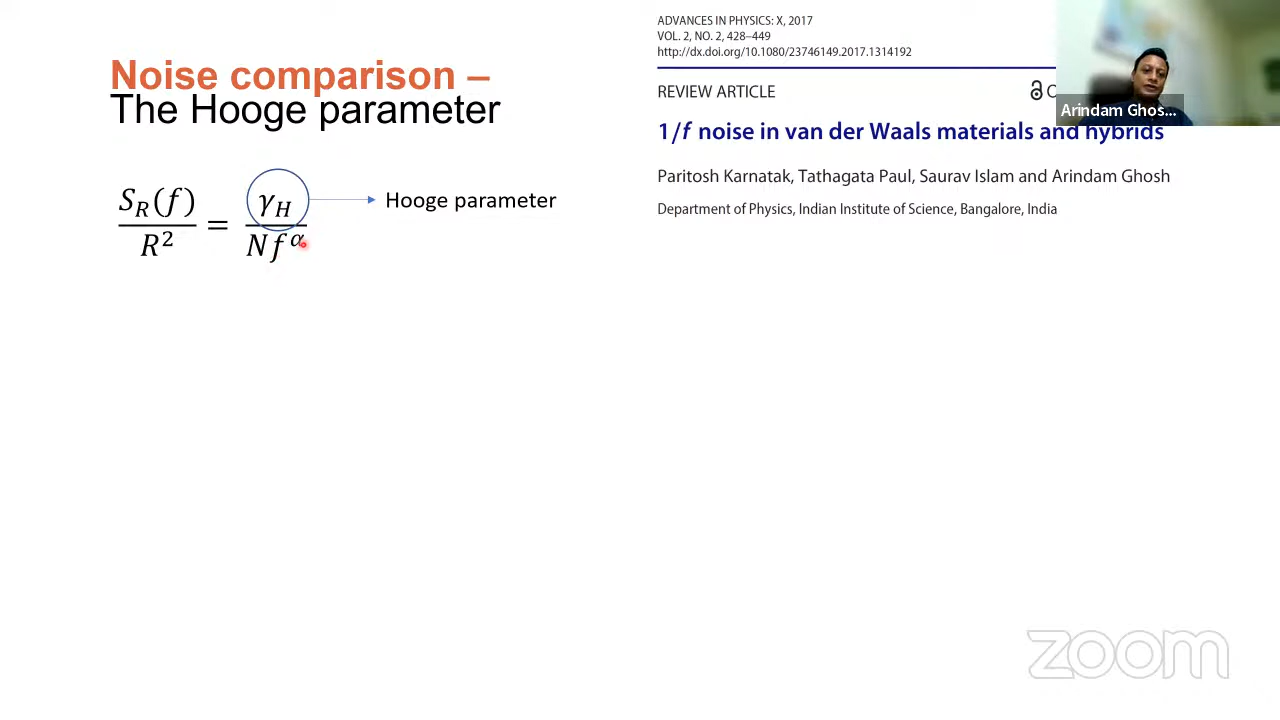 Noise comparison –
The Hooge parameter
S_R(f)/R² = γ_H/(N f^α)
Hooge parameter
ADVANCES IN PHYSICS: X, 2017
VOL. 2, NO. 2, 428–449
http://dx.doi.org/10.1080/23746149.2017.1314192
REVIEW ARTICLE
1/f noise in van der Waals materials and hybrids
Paritosh Karnatak, Tathagata Paul, Saurav Islam and Arindam Ghosh
Department of Physics, Indian Institute of Science, Bangalore, India
Arindam Ghos...
zoom